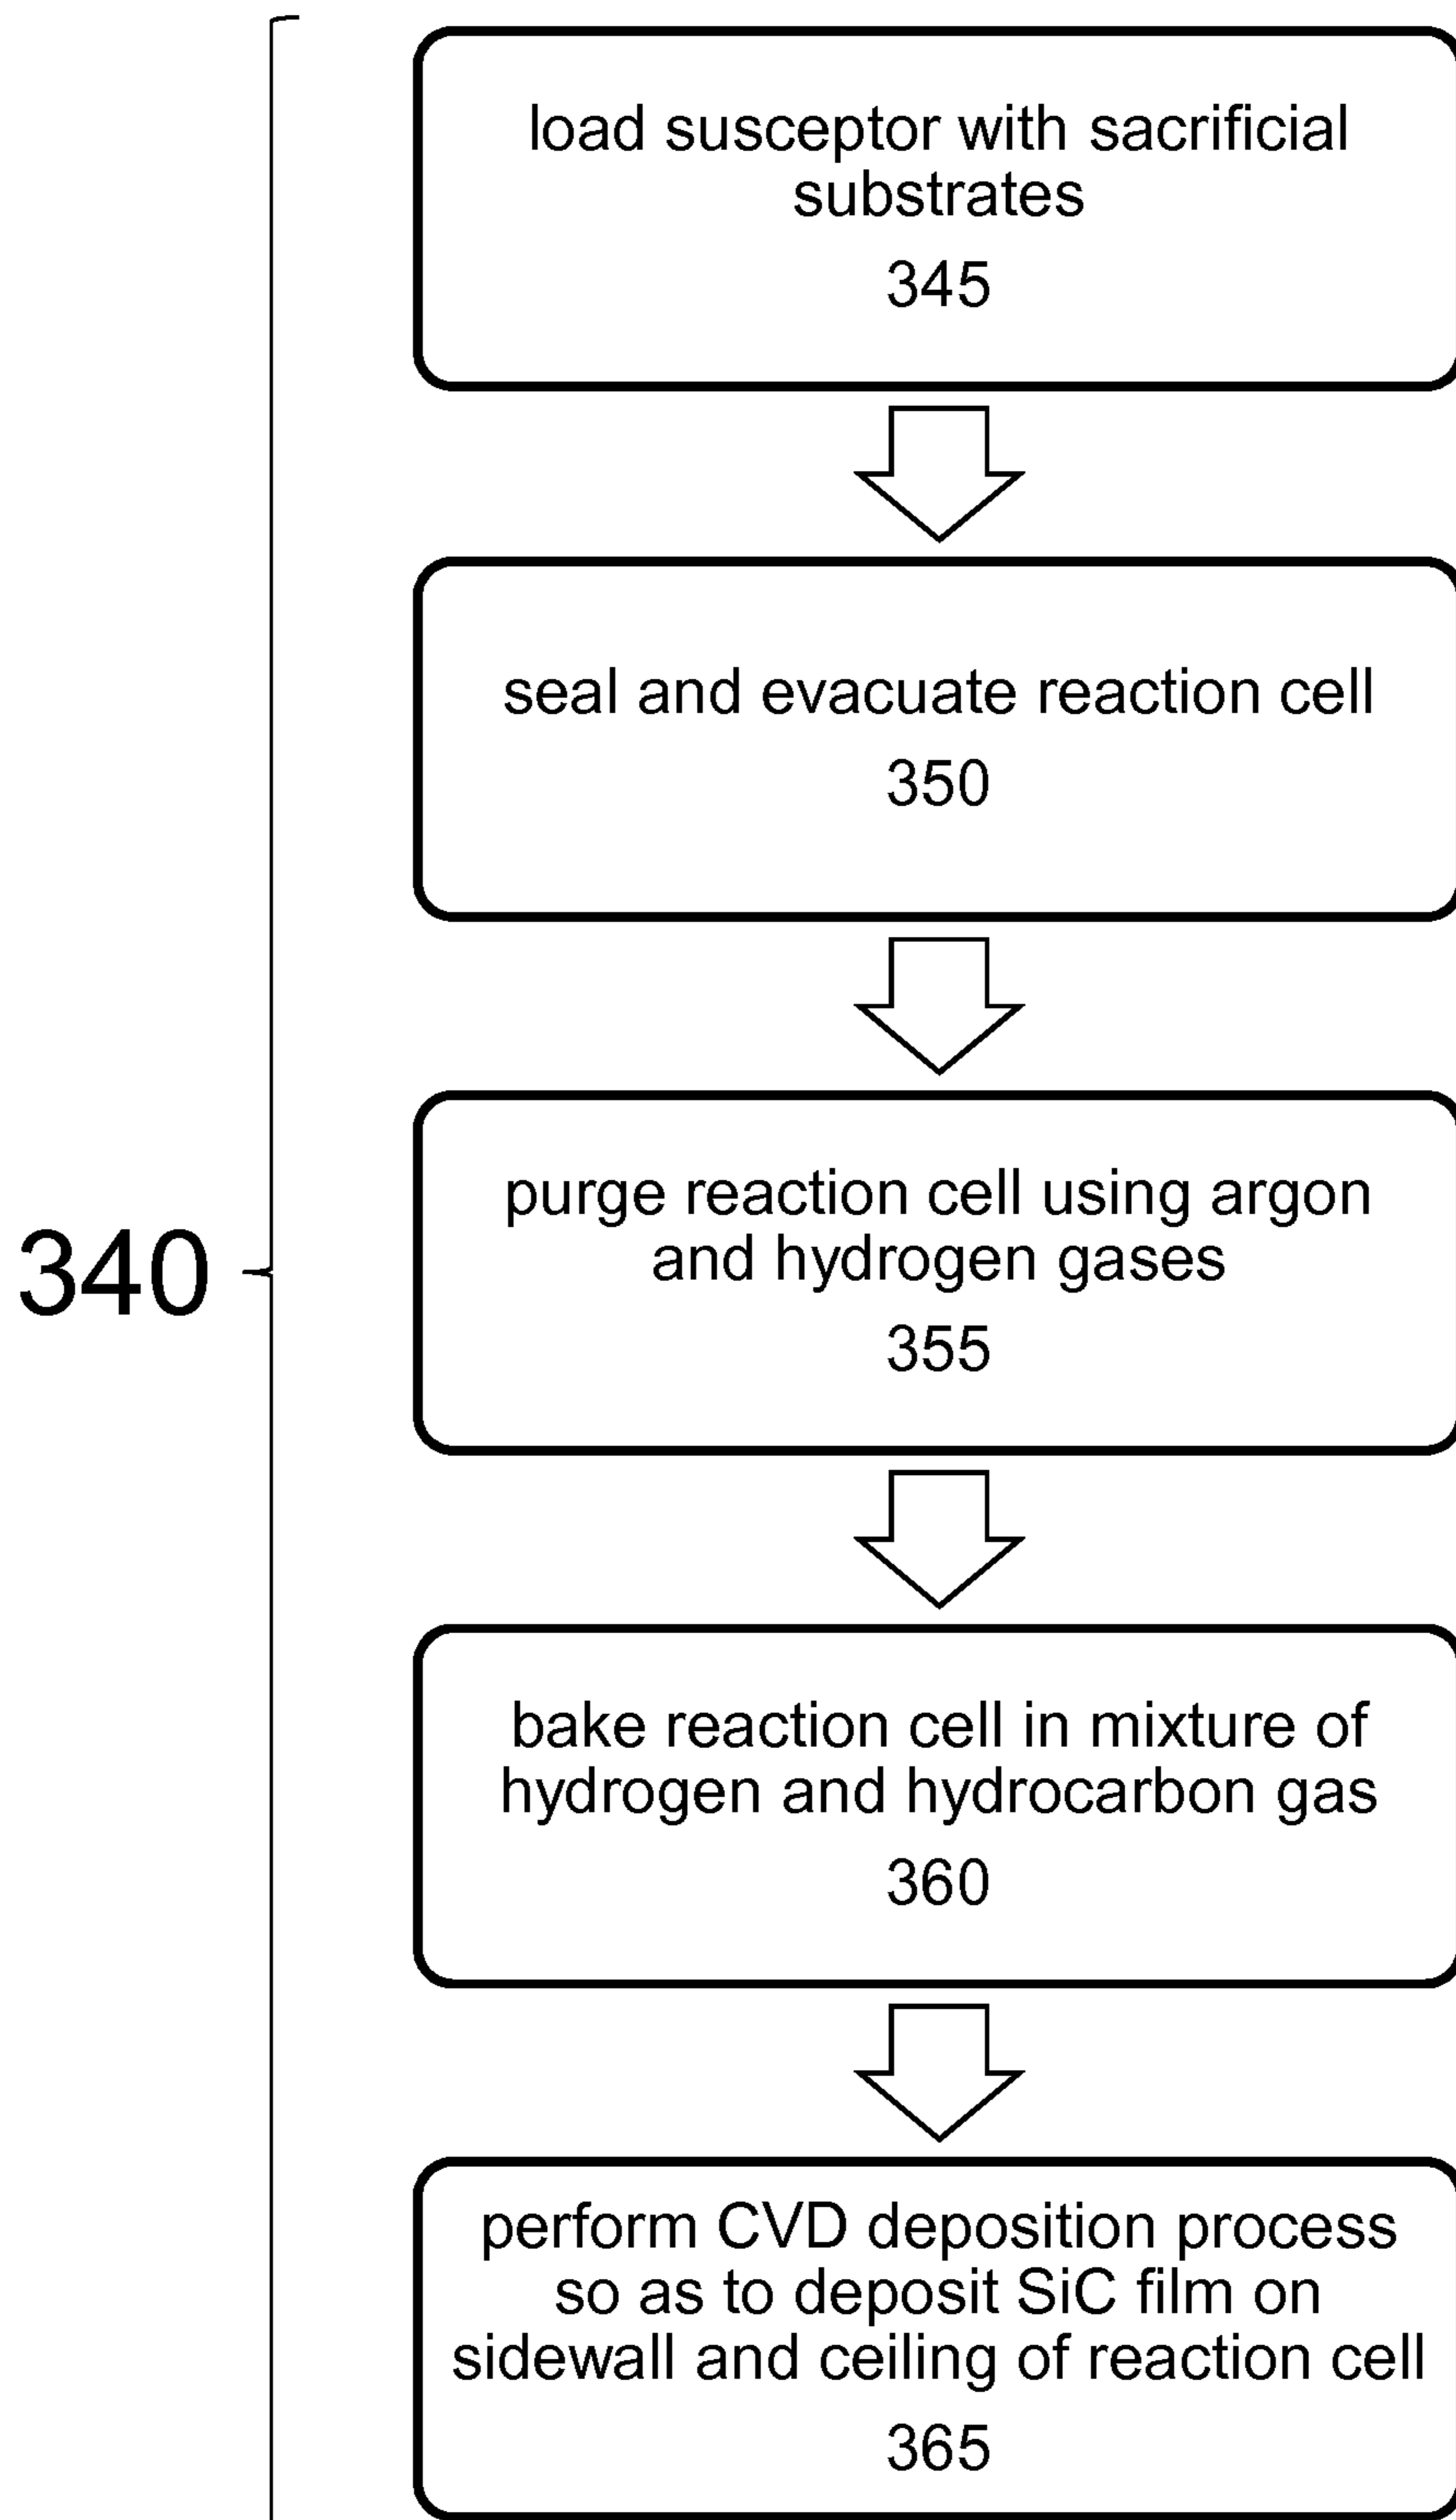 load susceptor with sacrificial
substrates
345
seal and evacuate reaction cell
350
purge reaction cell using argon
and hydrogen gases
355
340
bake reaction cell in mixture of
hydrogen and hydrocarbon gas
360
perform CVD deposition process
so as to deposit SiC film on
sidewall and ceiling of reaction cell
365